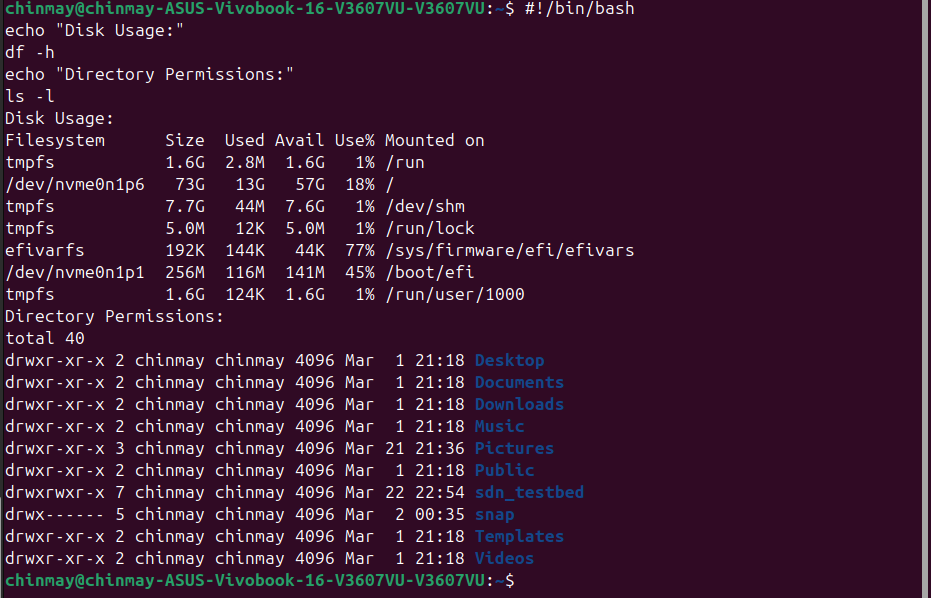 chinmay@chinmay-ASUS-Vivobook-16-V3607VU-V3607VU:~$ #!/bin/bash
echo "Disk Usage:"
df -h
echo "Directory Permissions:"
ls -l
Disk Usage:
Filesystem      Size  Used Avail Use% Mounted on
tmpfs           1.6G  2.8M  1.6G   1% /run
/dev/nvme0n1p6   73G   13G   57G  18% /
tmpfs           7.7G   44M  7.6G   1% /dev/shm
tmpfs           5.0M   12K  5.0M   1% /run/lock
efivarfs        192K  144K   44K  77% /sys/firmware/efi/efivars
/dev/nvme0n1p1  256M  116M  141M  45% /boot/efi
tmpfs           1.6G  124K  1.6G   1% /run/user/1000
Directory Permissions:
total 40
drwxr-xr-x 2 chinmay chinmay 4096 Mar  1 21:18 Desktop
drwxr-xr-x 2 chinmay chinmay 4096 Mar  1 21:18 Documents
drwxr-xr-x 2 chinmay chinmay 4096 Mar  1 21:18 Downloads
drwxr-xr-x 2 chinmay chinmay 4096 Mar  1 21:18 Music
drwxr-xr-x 3 chinmay chinmay 4096 Mar 21 21:36 Pictures
drwxr-xr-x 2 chinmay chinmay 4096 Mar  1 21:18 Public
drwxrwxr-x 7 chinmay chinmay 4096 Mar 22 22:54 sdn_testbed
drwx------ 5 chinmay chinmay 4096 Mar  2 00:35 snap
drwxr-xr-x 2 chinmay chinmay 4096 Mar  1 21:18 Templates
drwxr-xr-x 2 chinmay chinmay 4096 Mar  1 21:18 Videos
chinmay@chinmay-ASUS-Vivobook-16-V3607VU-V3607VU:~$